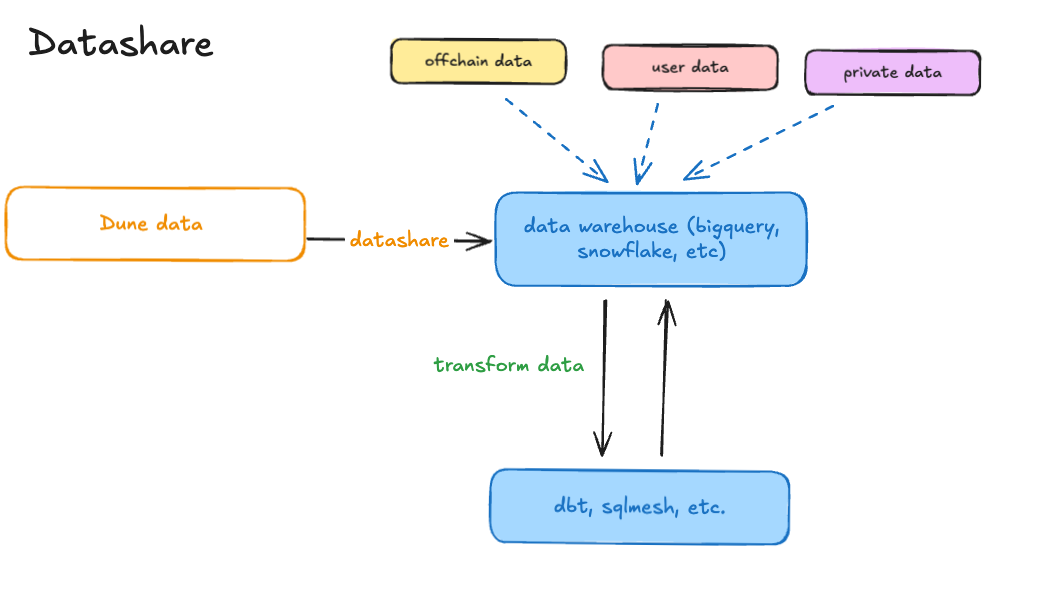 Datashare
offchain data
user data
private data
Dune data
datashare
data warehouse (bigquery,
snowflake, etc)
transform data
dbt, sqlmesh, etc.